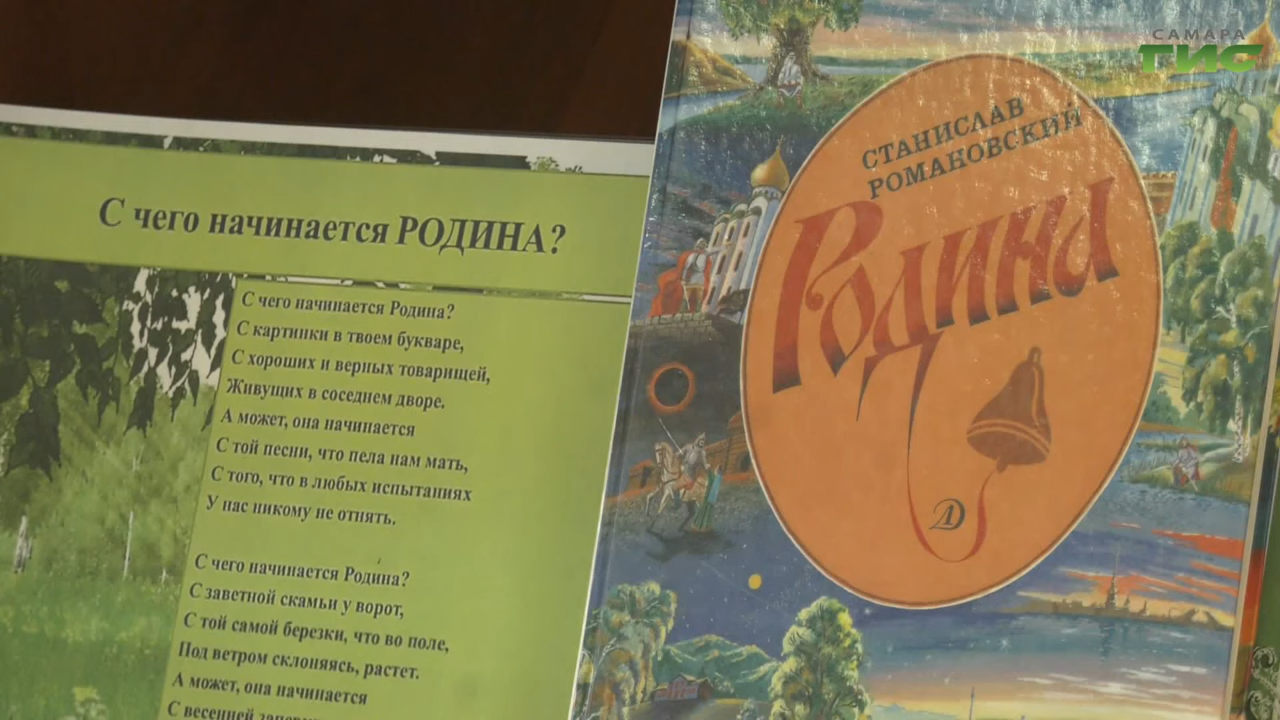 С чего начинается РОДИНА?
С чего начинается Родина?
С картинки в твоем букваре,
С хороших и верных товарищей,
Живущих в соседнем дворе.
А может, она начинается
С той песни, что пела нам мать,
С того, что в любых испытаниях
У нас никому не отнять.
С чего начинается Родина?
С заветной скамьи у ворот,
С той самой березки, что во поле,
Под ветром склоняясь, растет.
А может, она начинается
С весенней
СТАНИСЛАВ
РОМАНОВСКИЙ
Родина
САМАРА
ГИС